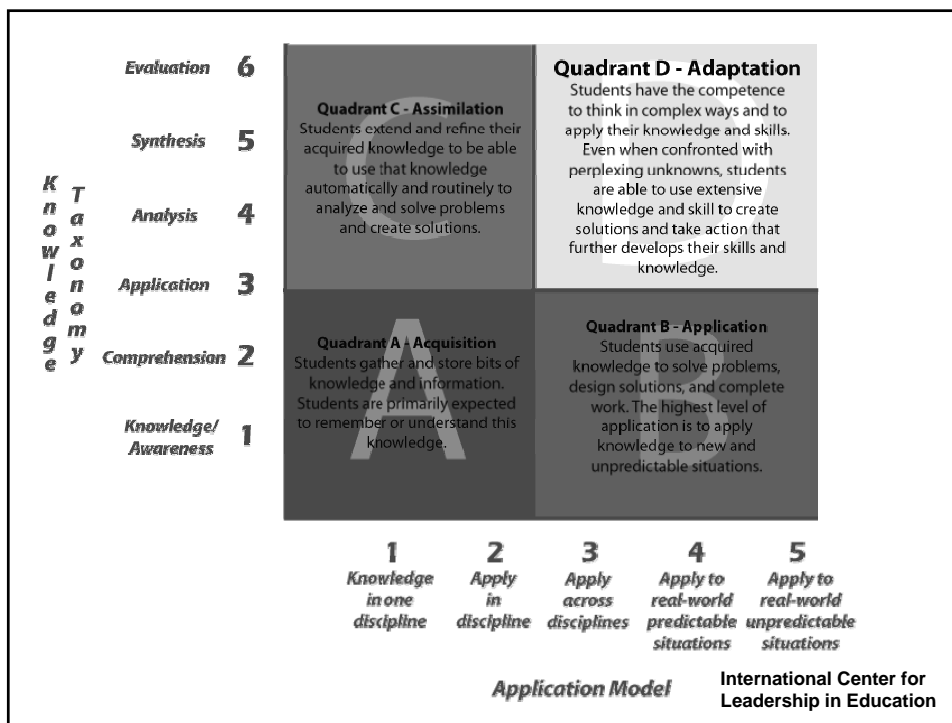 Evaluation 6
Synthesis 5
Analysis 4
Application 3
Comprehension 2
Knowledge/ 1
Awareness
Knowledge
Taxonomy
C
Quadrant C - Assimilation
Students extend and refine their
acquired knowledge to be able
to use that knowledge
automatically and routinely to
analyze and solve problems
and create solutions.
D
Quadrant D - Adaptation
Students have the competence
to think in complex ways and to
apply their knowledge and skills.
Even when confronted with
perplexing unknowns, students
are able to use extensive
knowledge and skill to create
solutions and take action that
further develops their skills and
knowledge.
A
Quadrant A - Acquisition
Students gather and store bits of
knowledge and information.
Students are primarily expected
to remember or understand this
knowledge.
B
Quadrant B - Application
Students use acquired
knowledge to solve problems,
design solutions, and complete
work. The highest level of
application is to apply
knowledge to new and
unpredictable situations.
1
Knowledge
in one
discipline
2
Apply
in
discipline
3
Apply
across
disciplines
4
Apply to
real-world
predictable
situations
5
Apply to
real-world
unpredictable
situations
Application Model
International Center for
Leadership in Education